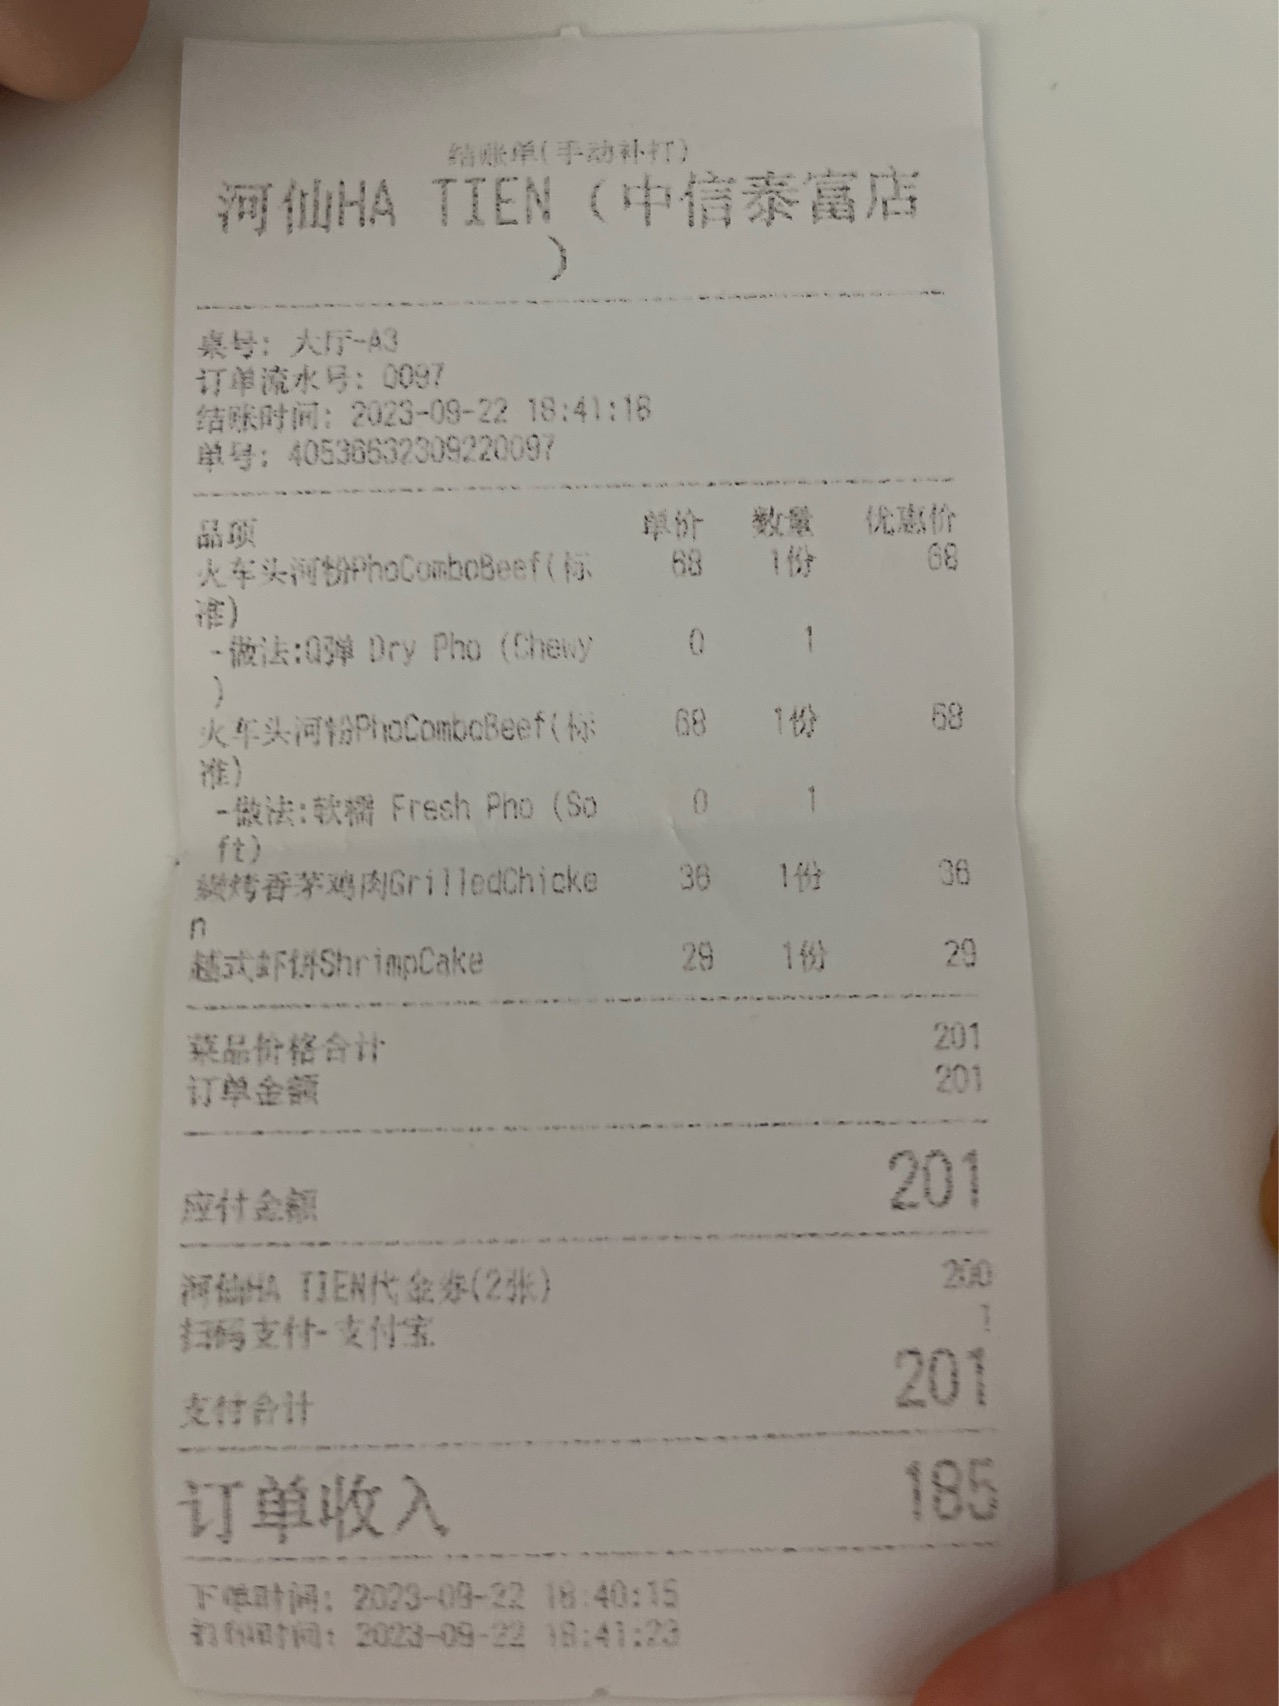 结账单(手动补打)
河仙HA TIEN（中信泰富店
）
桌号: 大厅-A3
订单流水号: 0097
结账时间: 2023-09-22 18:41:18
单号: 40536632309220097
品项 单价 数量 优惠价
火车头河粉PhoComboBeef(标 68 1份 68
准)
-做法:Q弹 Dry Pho (Chewy 0 1
)
火车头河粉PhoComboBeef(标 68 1份 68
准)
-做法:软糯 Fresh Pho (So 0 1
ft)
碳烤香茅鸡肉GrilledChicke 36 1份 36
n
越式虾饼ShrimpCake 29 1份 29
菜品价格合计 201
订单金额 201
应付金额 201
河仙HA TIEN代金券(2张) 200
扫码支付-支付宝 1
支付合计 201
订单收入 185
下单时间: 2023-09-22 18:40:15
打印时间: 2023-09-22 18:41:23